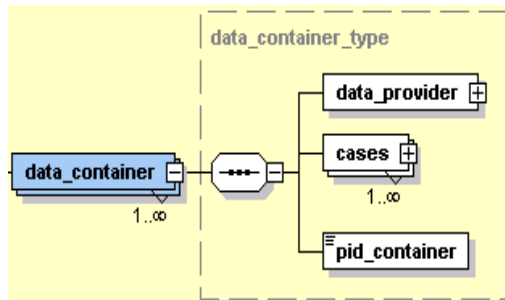 data_container_type
data_provider
cases
1..∞
data_container
1..∞
pid_container